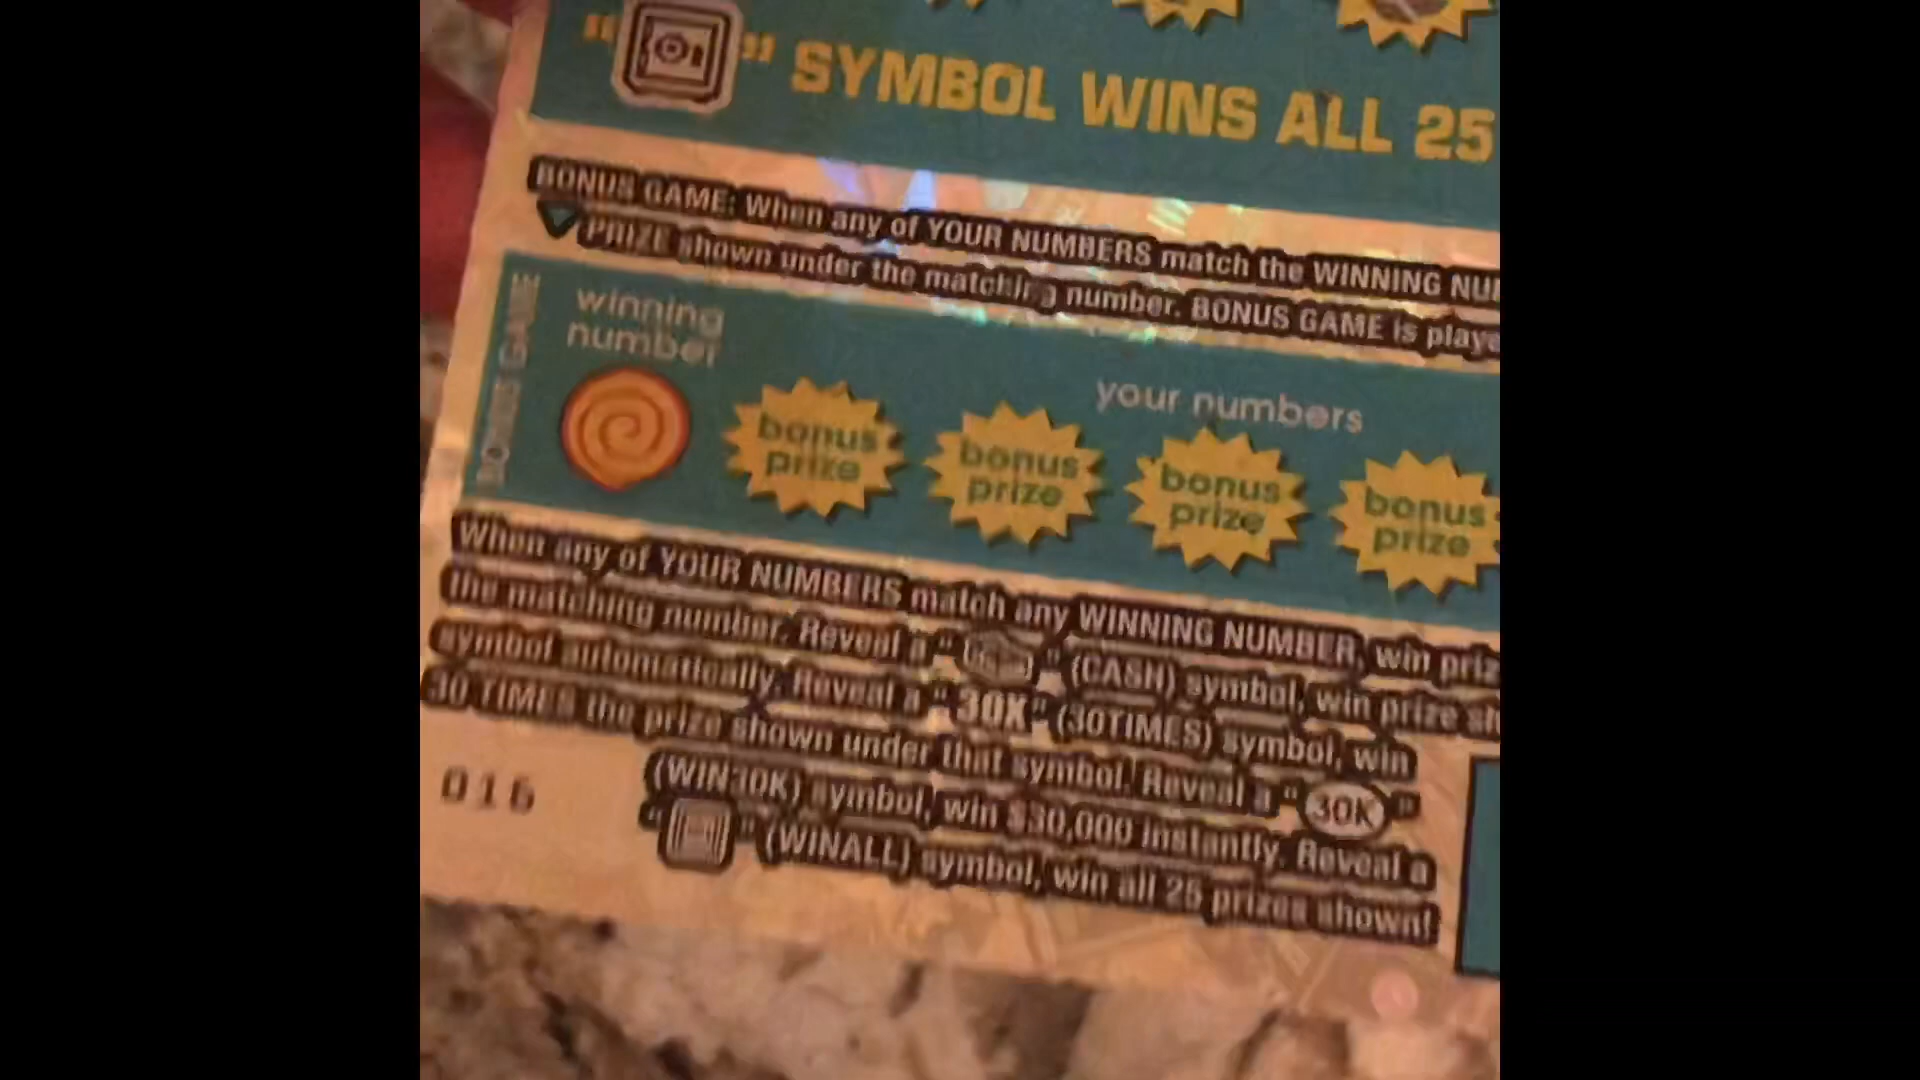 " " SYMBOL WINS ALL 25
BONUS GAME: When any of YOUR NUMBERS match the WINNING
PRIZE shown under the matching number. BONUS GAME is
BONUS GAME
winning
number
your numbers
bonus
prize
bonus
prize
bonus
prize
bonus
prize
When any of YOUR NUMBERS match any WINNING NUMBER, win
the matching number. Reveal a " " (CASH) symbol, win prize
symbol automatically. Reveal a "30X" (30TIMES) symbol, win
30 TIMES the prize shown under that symbol. Reveal a "30K"
(WIN30K) symbol, win $30,000 instantly. Reveal a
" " (WINALL) symbol, win all 25 prizes shown!
016